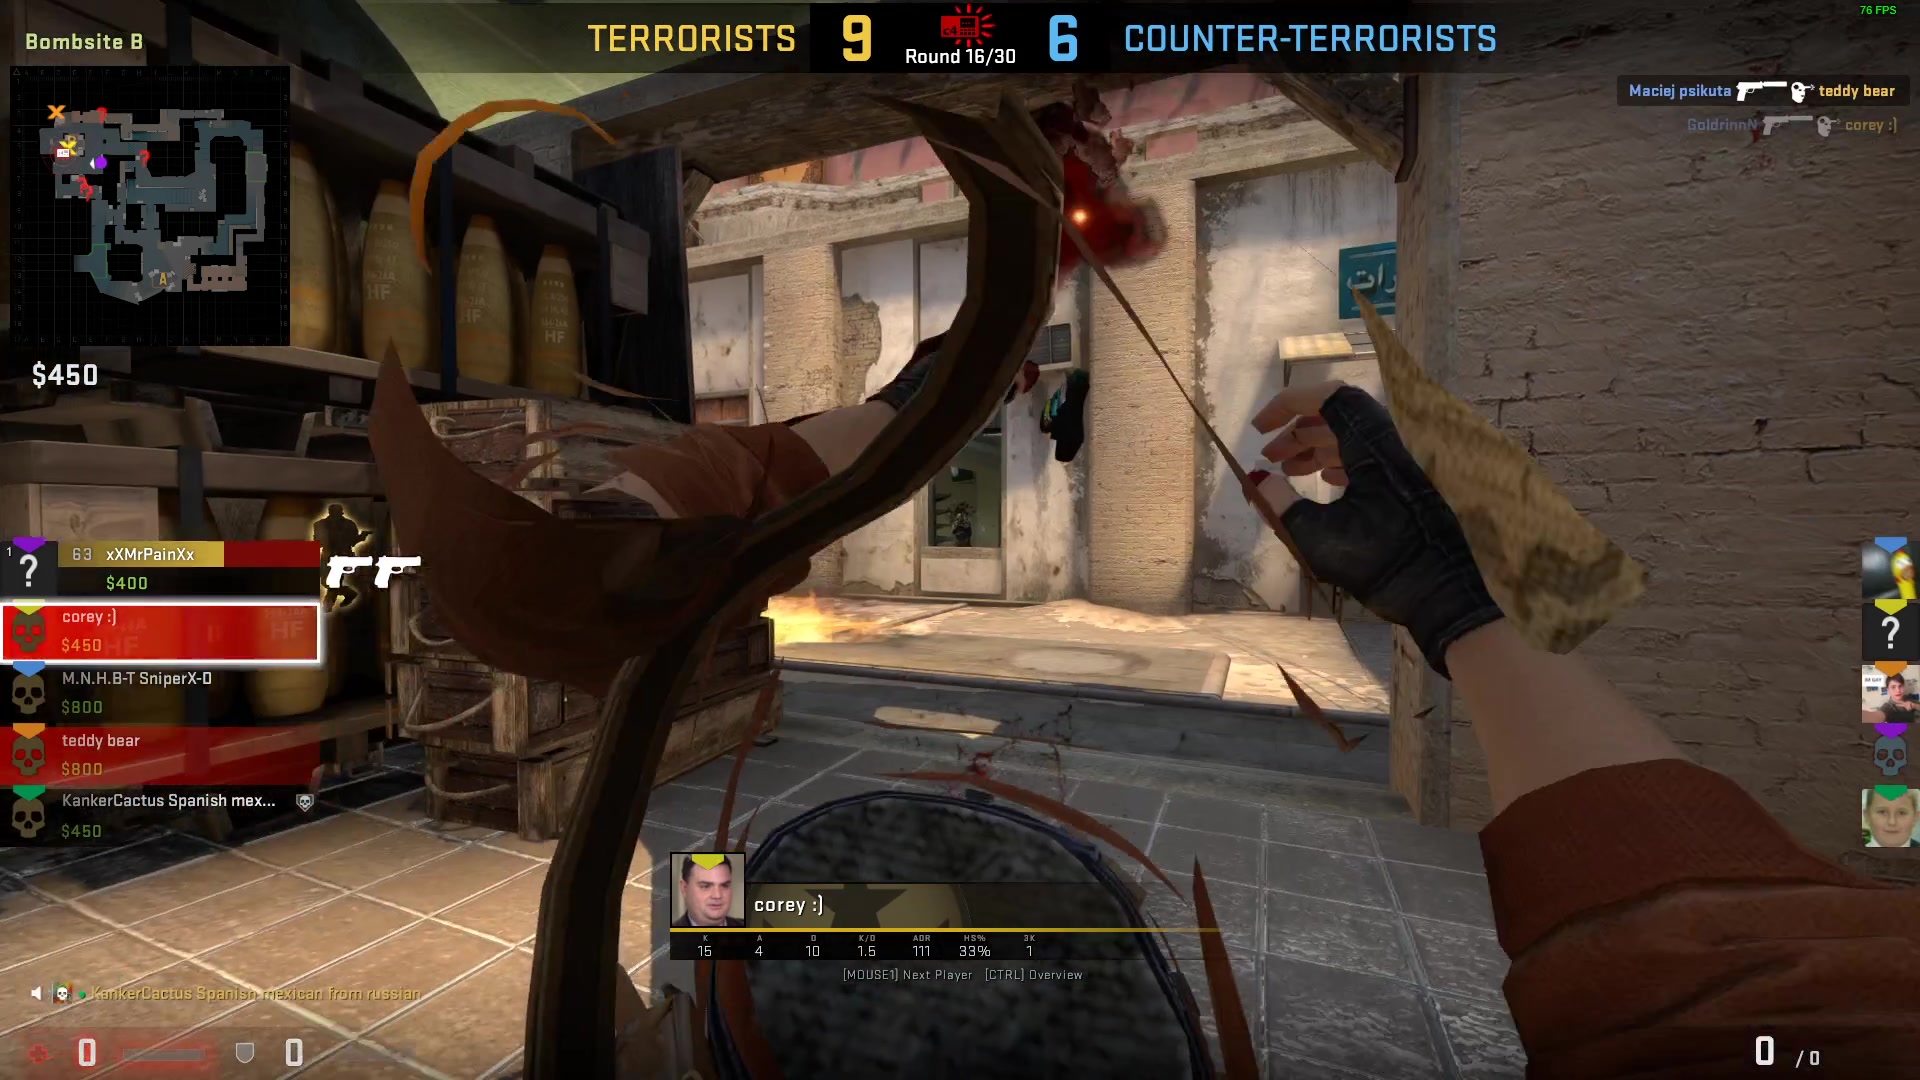 76 FPS
TERRORISTS 9 6 COUNTER-TERRORISTS
Round 16/30
Bombsite B
Maciej psikuta teddy bear
GoldrinnN corey :)
A
$450
HF
HF
HF
1 ? 63 xXMrPainXx
$400
corey :)
$450
M.N.H.B-T SniperX-D
$800
teddy bear
$800
KankerCactus Spanish mex...
$450
?
corey :)
K A D K/D ADR HS% 3K
15 4 10 1.5 111 33% 1
[MOUSE1] Next Player [CTRL] Overview
KankerCactus Spanish mexican from russian
0 0
0 / 0